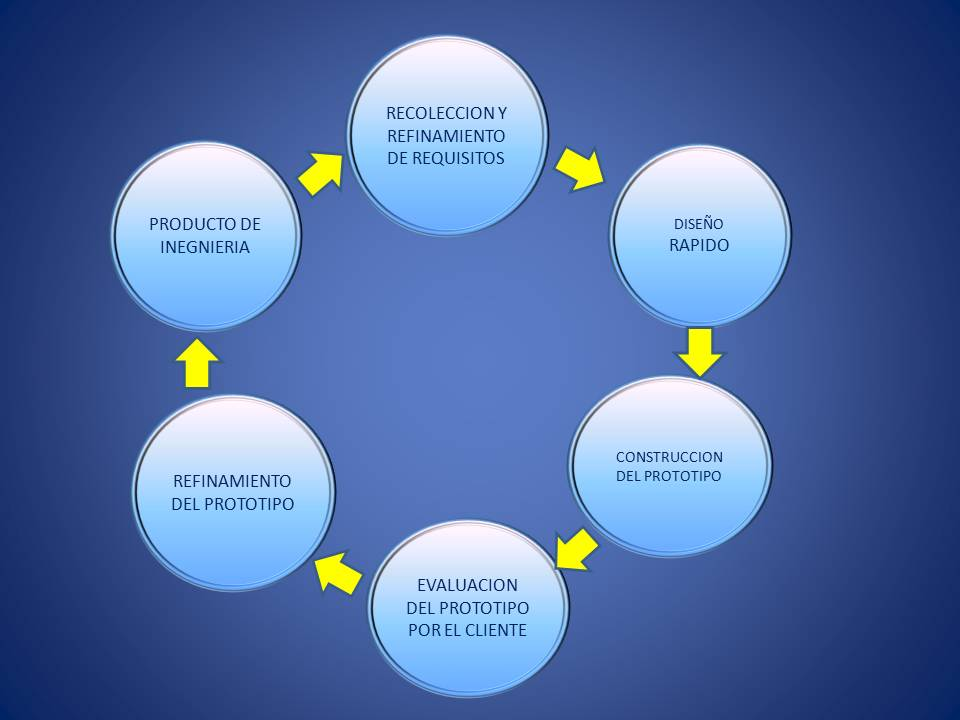 RECOLECCION Y
REFINAMIENTO
DE REQUISITOS
DISEÑO
RAPIDO
CONSTRUCCION
DEL PROTOTIPO
EVALUACION
DEL PROTOTIPO
POR EL CLIENTE
REFINAMIENTO
DEL PROTOTIPO
PRODUCTO DE
INEGNIERIA